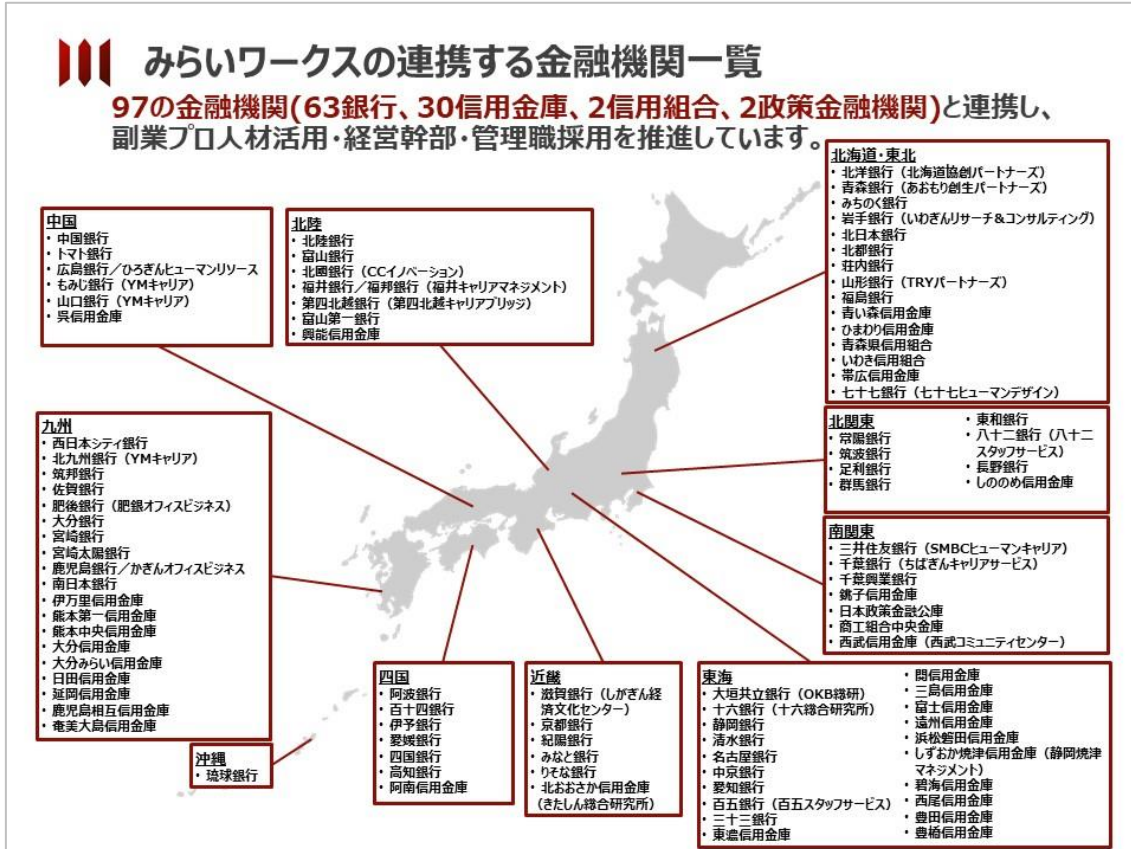 みらいワークスの連携する金融機関一覧
97の金融機関(63銀行、30信用金庫、2信用組合、2政策金融機関)と連携し、
副業プロ人材活用・経営幹部・管理職採用を推進しています。
北海道・東北
・北洋銀行（北海道協創パートナーズ）
・青森銀行（あおもり創生パートナーズ）
・みちのく銀行
・岩手銀行（いわぎんリサーチ＆コンサルティング）
・北日本銀行
・北都銀行
・荘内銀行
・山形銀行（TRYパートナーズ）
・福島銀行
・青い森信用金庫
・ひまわり信用金庫
・青森県信用組合
・いわき信用組合
・帯広信用金庫
・七十七銀行（七十七ヒューマンデザイン）
中国
・中国銀行
・トマト銀行
・広島銀行／ひろぎんヒューマンリソース
・もみじ銀行（YMキャリア）
・山口銀行（YMキャリア）
・呉信用金庫
北陸
・北陸銀行
・富山銀行
・北國銀行（CCイノベーション）
・福井銀行／福邦銀行（福井キャリアマネジメント）
・第四北越銀行（第四北越キャリアブリッジ）
・富山第一銀行
・興能信用金庫
北関東
・常陽銀行
・筑波銀行
・足利銀行
・群馬銀行
・東和銀行
・八十二銀行（八十二
スタッフサービス）
・長野銀行
・しののめ信用金庫
九州
・西日本シティ銀行
・北九州銀行（YMキャリア）
・筑邦銀行
・佐賀銀行
・肥後銀行（肥銀オフィスビジネス）
・大分銀行
・宮崎銀行
・宮崎太陽銀行
・鹿児島銀行／かぎんオフィスビジネス
・南日本銀行
・伊万里信用金庫
・熊本第一信用金庫
・熊本中央信用金庫
・大分信用金庫
・大分みらい信用金庫
・日田信用金庫
・延岡信用金庫
・鹿児島相互信用金庫
・奄美大島信用金庫
南関東
・三井住友銀行（SMBCヒューマンキャリア）
・千葉銀行（ちばぎんキャリアサービス）
・千葉興業銀行
・銚子信用金庫
・日本政策金融公庫
・商工組合中央金庫
・西武信用金庫（西武コミュニティセンター）
沖縄
・琉球銀行
四国
・阿波銀行
・百十四銀行
・伊予銀行
・愛媛銀行
・四国銀行
・高知銀行
・阿南信用金庫
近畿
・滋賀銀行（しがぎん経
済文化センター）
・京都銀行
・紀陽銀行
・みなと銀行
・りそな銀行
・北おおさか信用金庫
（きたしん総合研究所）
東海
・大垣共立銀行（OKB総研）
・十六銀行（十六総合研究所）
・静岡銀行
・清水銀行
・名古屋銀行
・中京銀行
・愛知銀行
・百五銀行（百五スタッフサービス）
・三十三銀行
・東濃信用金庫
・関信用金庫
・三島信用金庫
・富士信用金庫
・遠州信用金庫
・浜松磐田信用金庫
・しずおか焼津信用金庫（静岡焼津
マネジメント）
・碧海信用金庫
・西尾信用金庫
・豊田信用金庫
・豊橋信用金庫